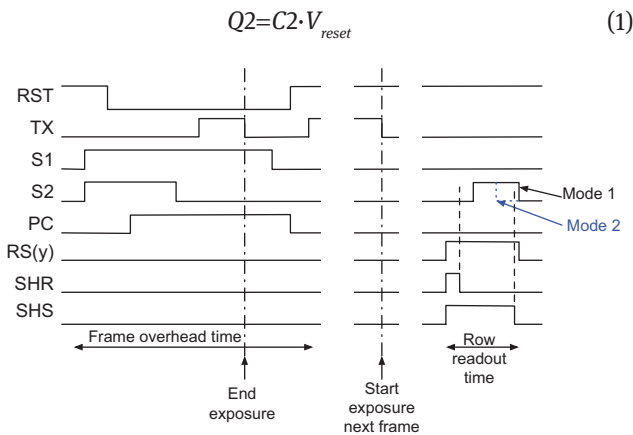 Q2=C2·V_reset (1)
RST
TX
S1
S2
Mode 1
Mode 2
PC
RS(y)
SHR
SHS
Frame overhead time
Row
readout
time
End
exposure
Start
exposure
next frame